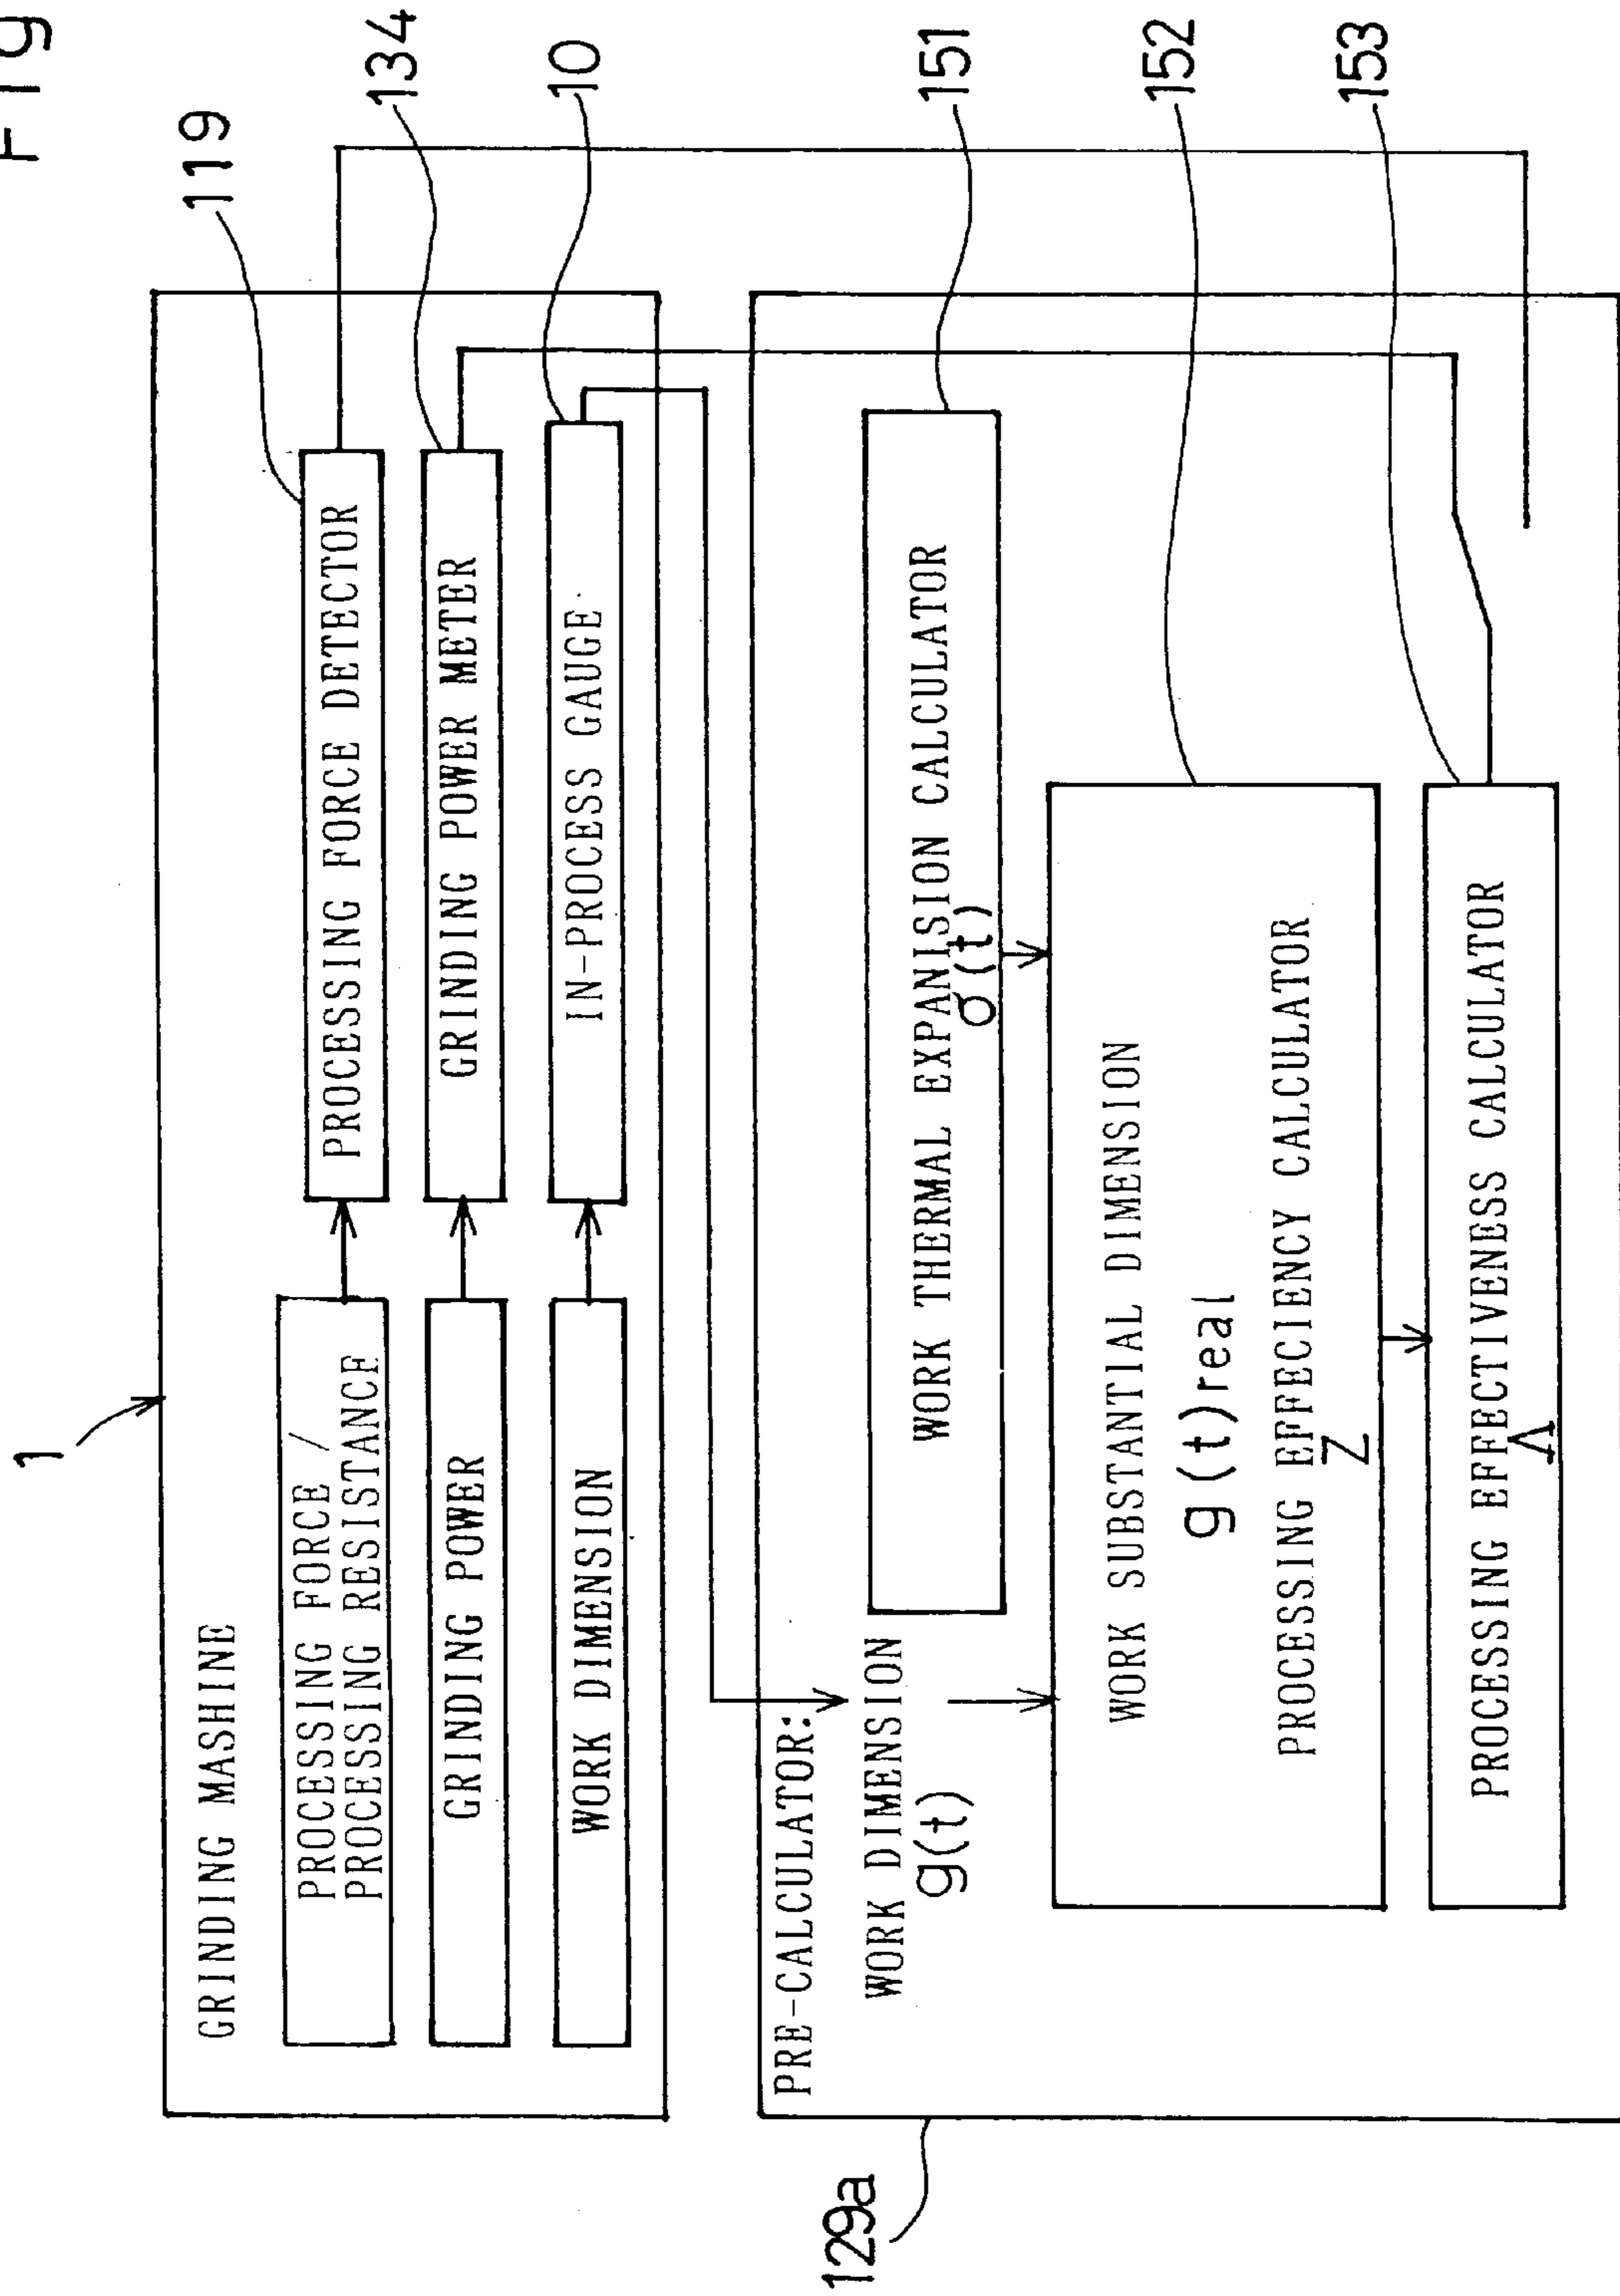 Fig
1
119
134
10
GRINDING MASHINE
PROCESSING FORCE /
PROCESSING RESISTANCE
PROCESSING FORCE DETECTOR
GRINDING POWER
GRINDING POWER METER
WORK DIMENSION
IN-PROCESS GAUGE
129a
PRE-CALCULATOR:
WORK DIMENSION
g(t)
WORK THERMAL EXPANISION CALCULATOR
σ(t)
151
WORK SUBSTANTIAL DIMENSION
g(t)real
PROCESSING EFFECIENCY CALCULATOR
Z
152
PROCESSING EFFECTIVENESS CALCULATOR
Λ
153